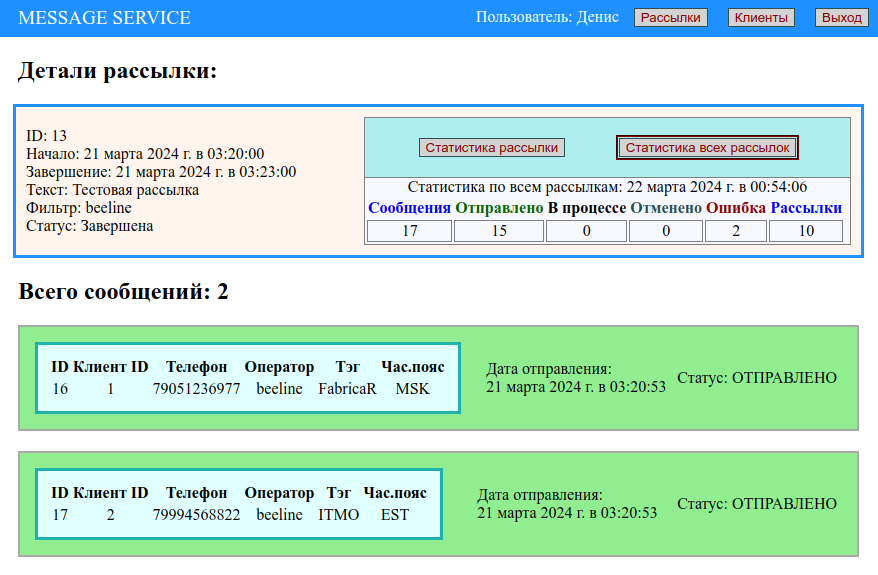 MESSAGE SERVICE Пользователь: Денис Рассылки Клиенты Выход
Детали рассылки:
ID: 13
Начало: 21 марта 2024 г. в 03:20:00
Завершение: 21 марта 2024 г. в 03:23:00
Текст: Тестовая рассылка
Фильтр: beeline
Статус: Завершена
Статистика рассылки Статистика всех рассылок
Статистика по всем рассылкам: 22 марта 2024 г. в 00:54:06
Сообщения Отправлено В процессе Отменено Ошибка Рассылки
17 15 0 0 2 10
Всего сообщений: 2
ID Клиент ID Телефон Оператор Тэг Час.пояс
16 1 79051236977 beeline FabricaR MSK
Дата отправления:
21 марта 2024 г. в 03:20:53
Статус: ОТПРАВЛЕНО
ID Клиент ID Телефон Оператор Тэг Час.пояс
17 2 79994568822 beeline ITMO EST
Дата отправления:
21 марта 2024 г. в 03:20:53
Статус: ОТПРАВЛЕНО